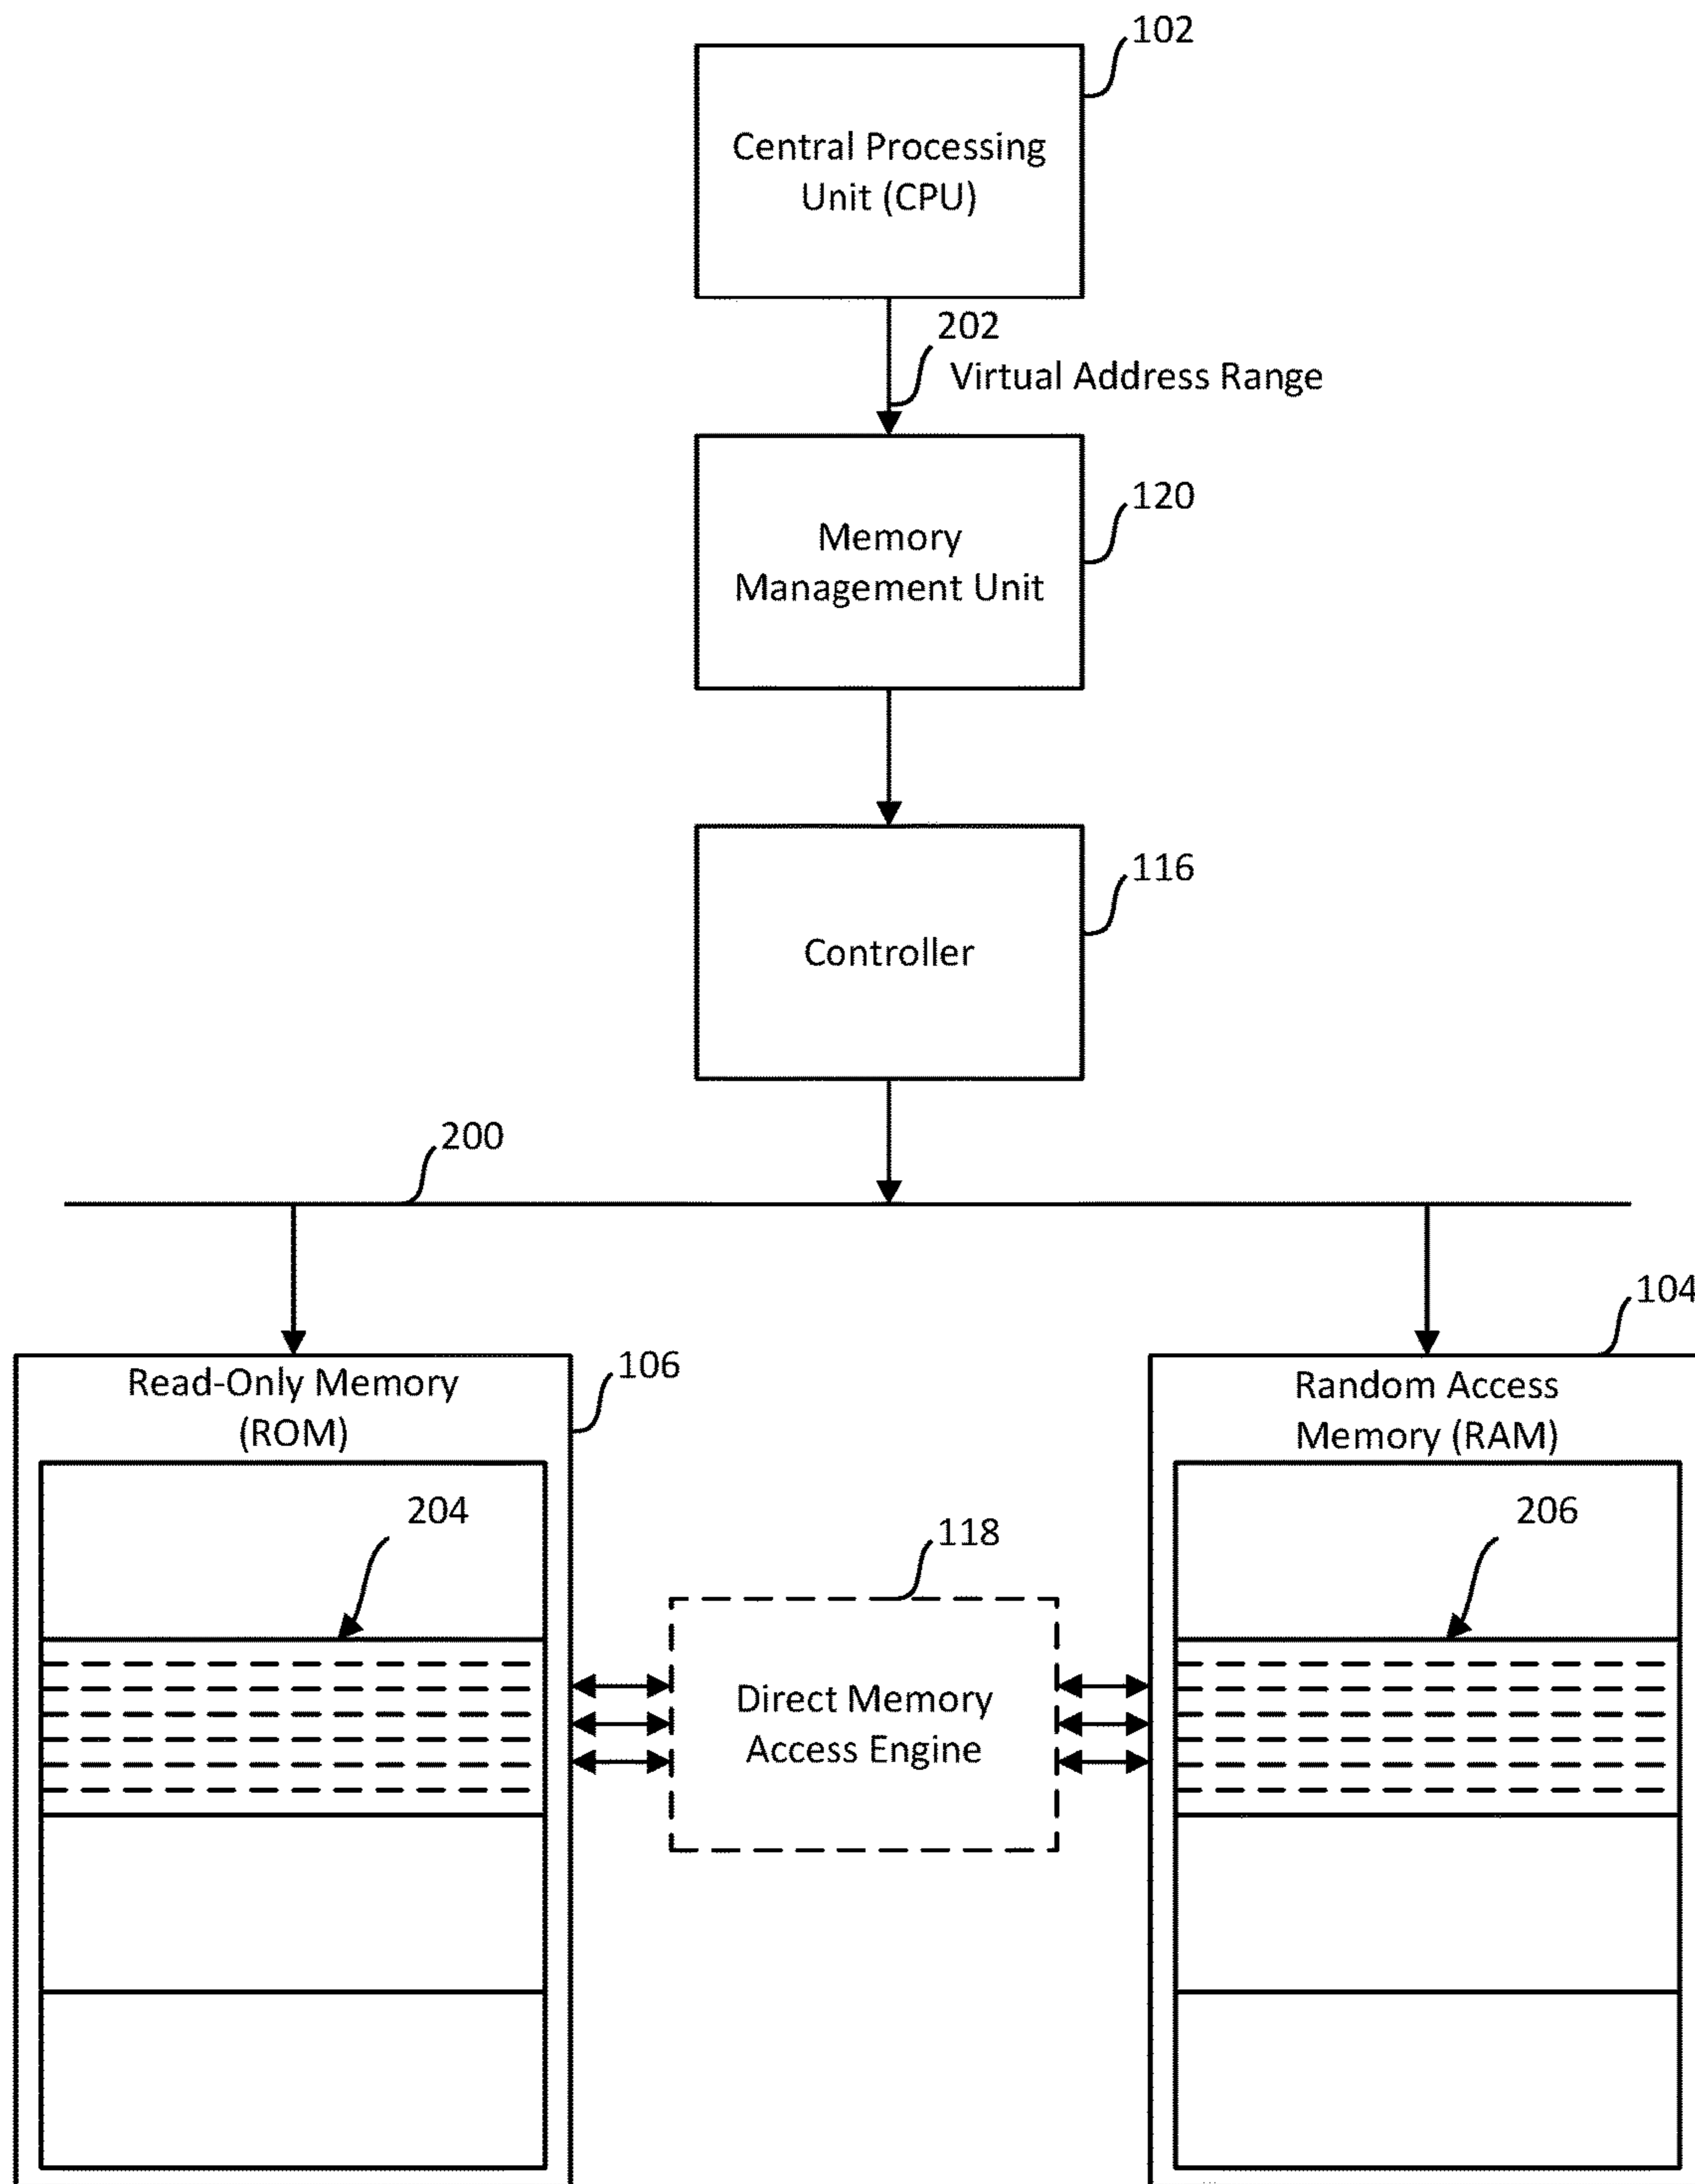 102
Central Processing
Unit (CPU)
202
Virtual Address Range
120
Memory
Management Unit
116
Controller
200
104
106
Read-Only Memory
(ROM)
Random Access
Memory (RAM)
204
206
118
Direct Memory
Access Engine